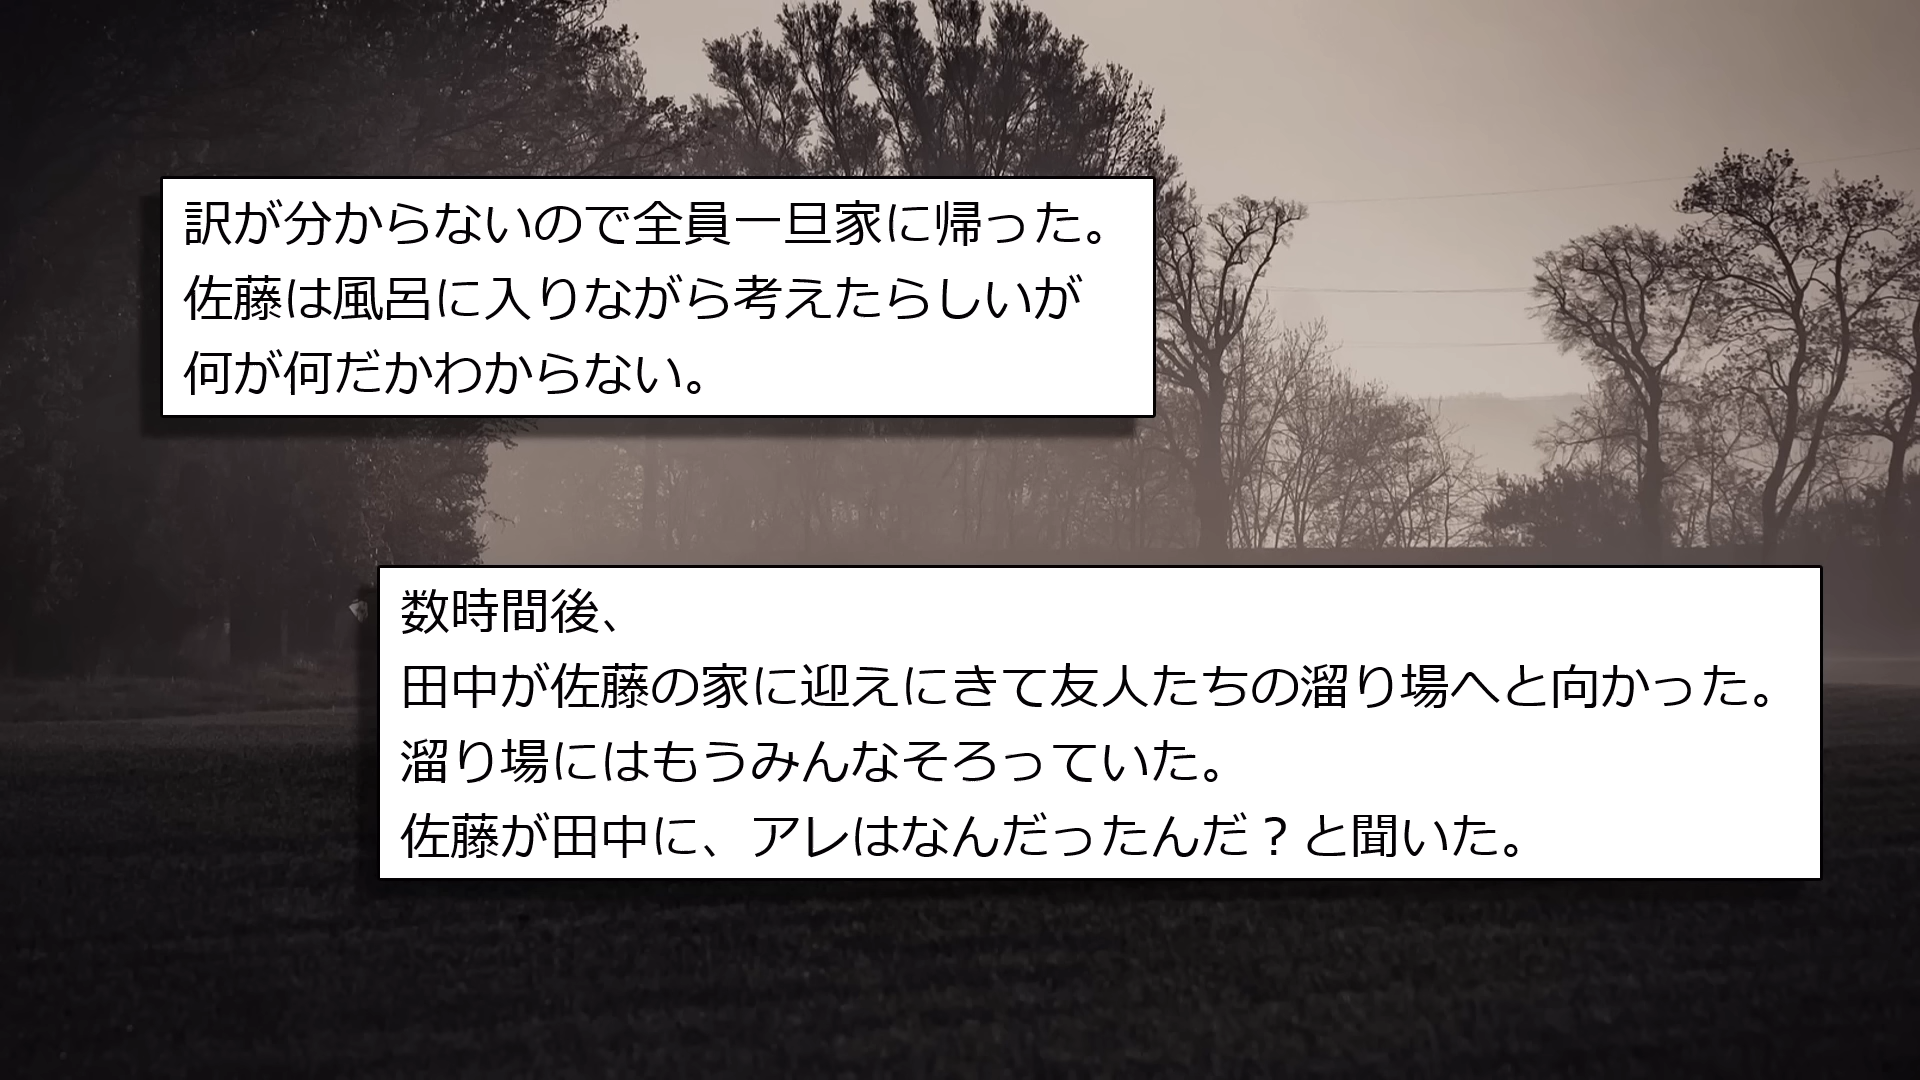 訳が分からないので全員一旦家に帰った。
佐藤は風呂に入りながら考えたらしいが
何が何だかわからない。
数時間後、
田中が佐藤の家に迎えにきて友人たちの溜り場へと向かった。
溜り場にはもうみんなそろっていた。
佐藤が田中に、アレはなんだったんだ？と聞いた。